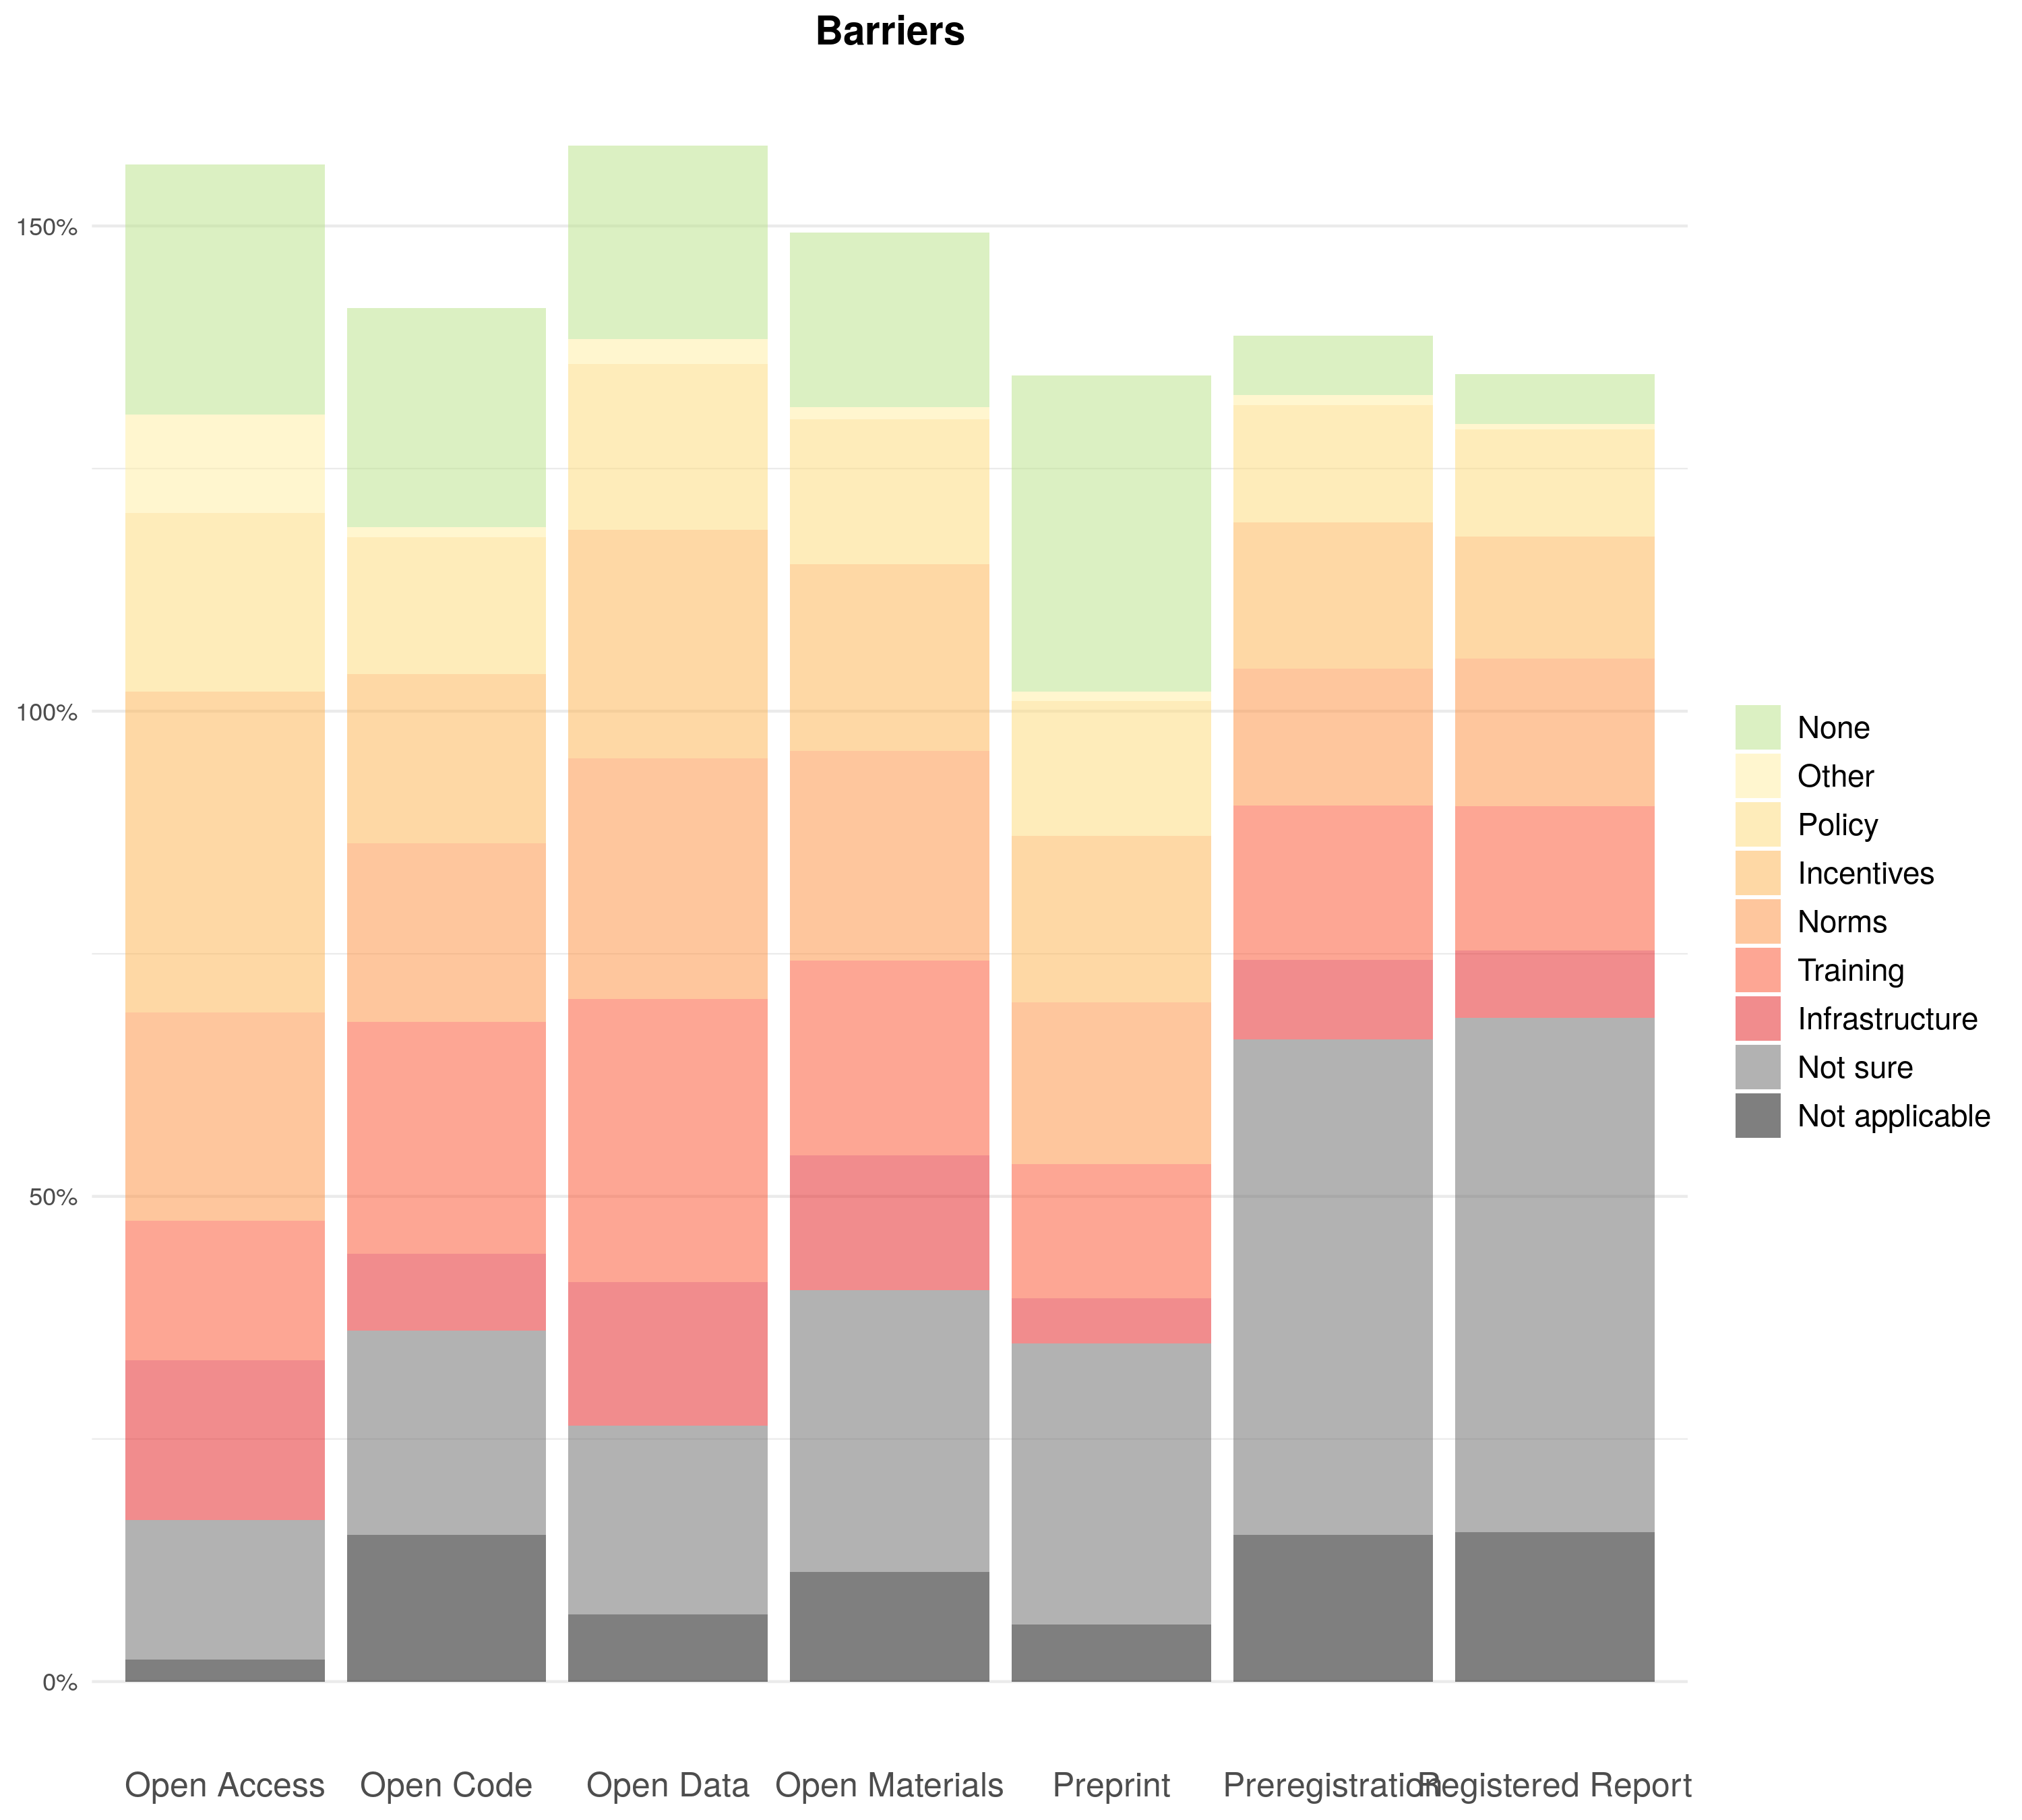 Barriers
150%
100%
50%
0%
Open Access
Open Code
Open Data
Open Materials
Preprint
Preregistration
Registered Report
None
Other
Policy
Incentives
Norms
Training
Infrastructure
Not sure
Not applicable